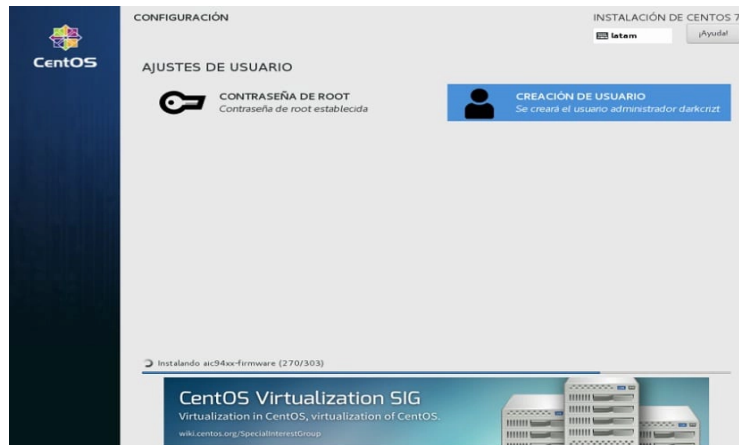 CONFIGURACIÓN
INSTALACIÓN DE CENTOS 7
latam
¡Ayuda!
CentOS
AJUSTES DE USUARIO
CONTRASEÑA DE ROOT
Contraseña de root establecida
CREACIÓN DE USUARIO
Se creará el usuario administrador darkcrizt
Instalando aic94xx-firmware (270/303)
CentOS Virtualization SIG
Virtualization in CentOS, virtualization of CentOS.
wiki.centos.org/SpecialInterestGroup